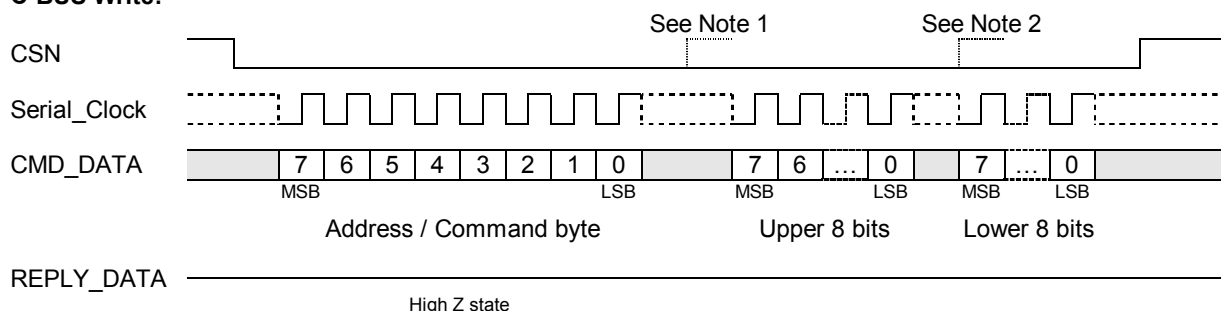 C-BUS Write:
See Note 1 See Note 2
CSN
Serial_Clock
CMD_DATA 7 6 5 4 3 2 1 0 7 6 ... 0 7 ... 0
MSB LSB MSB LSB MSB LSB
Address / Command byte Upper 8 bits Lower 8 bits
REPLY_DATA
High Z state